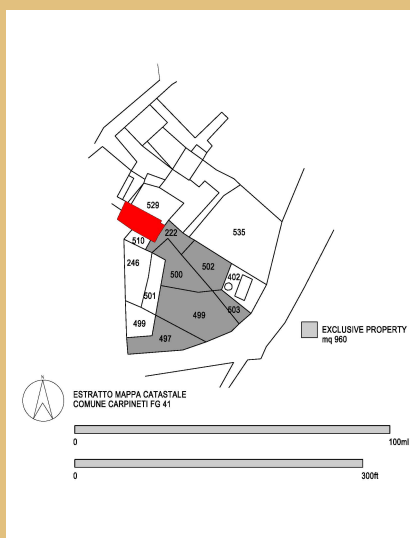 529
222
535
510
246
502
500
402
501
503
499
499
497
EXCLUSIVE PROPERTY
mq 960
ESTRATTO MAPPA CATASTALE
COMUNE CARPINETI FG 41
0 100ml
0 300ft